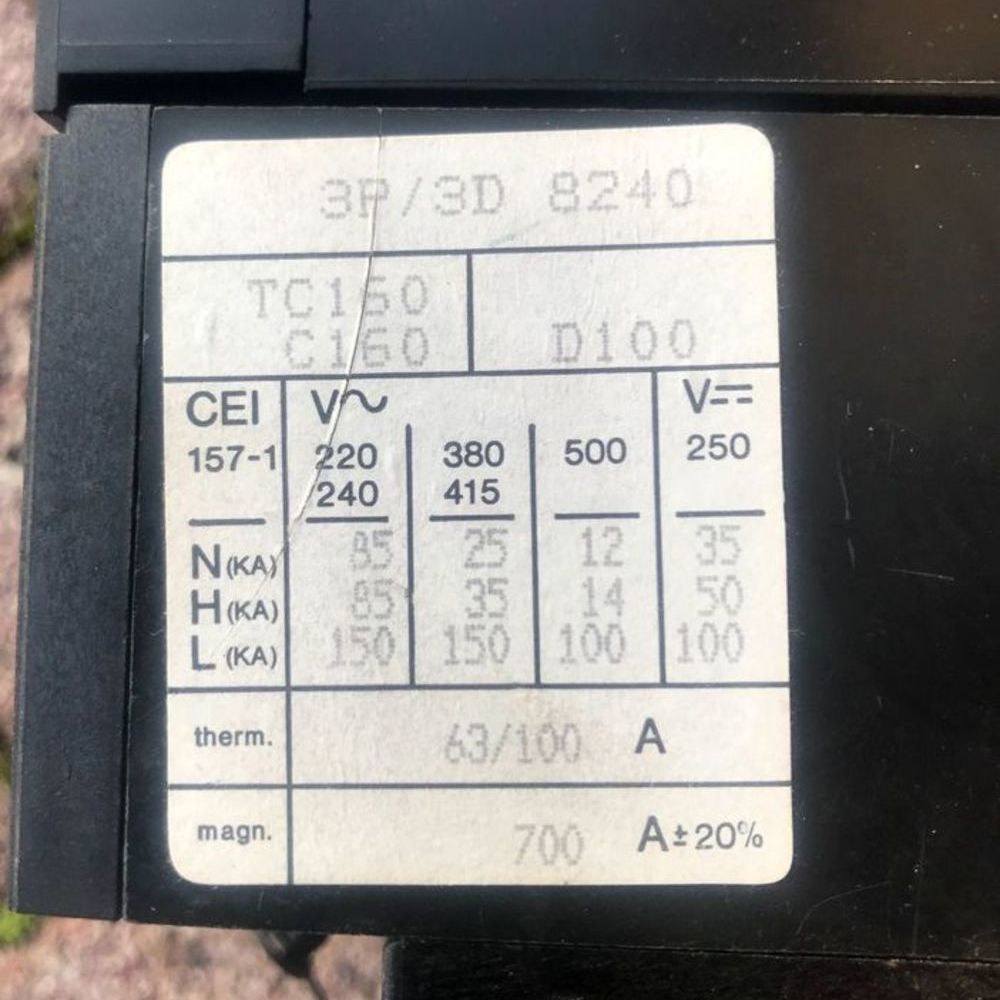 3P/3D 8240
TC160
C160 D100
CEI V~ V⎓
157-1 220 380 500 250
240 415
N (KA) 85 25 12 35
H (KA) 85 35 14 50
L (KA) 150 150 100 100
therm. 63/100 A
magn. 700 A ± 20%